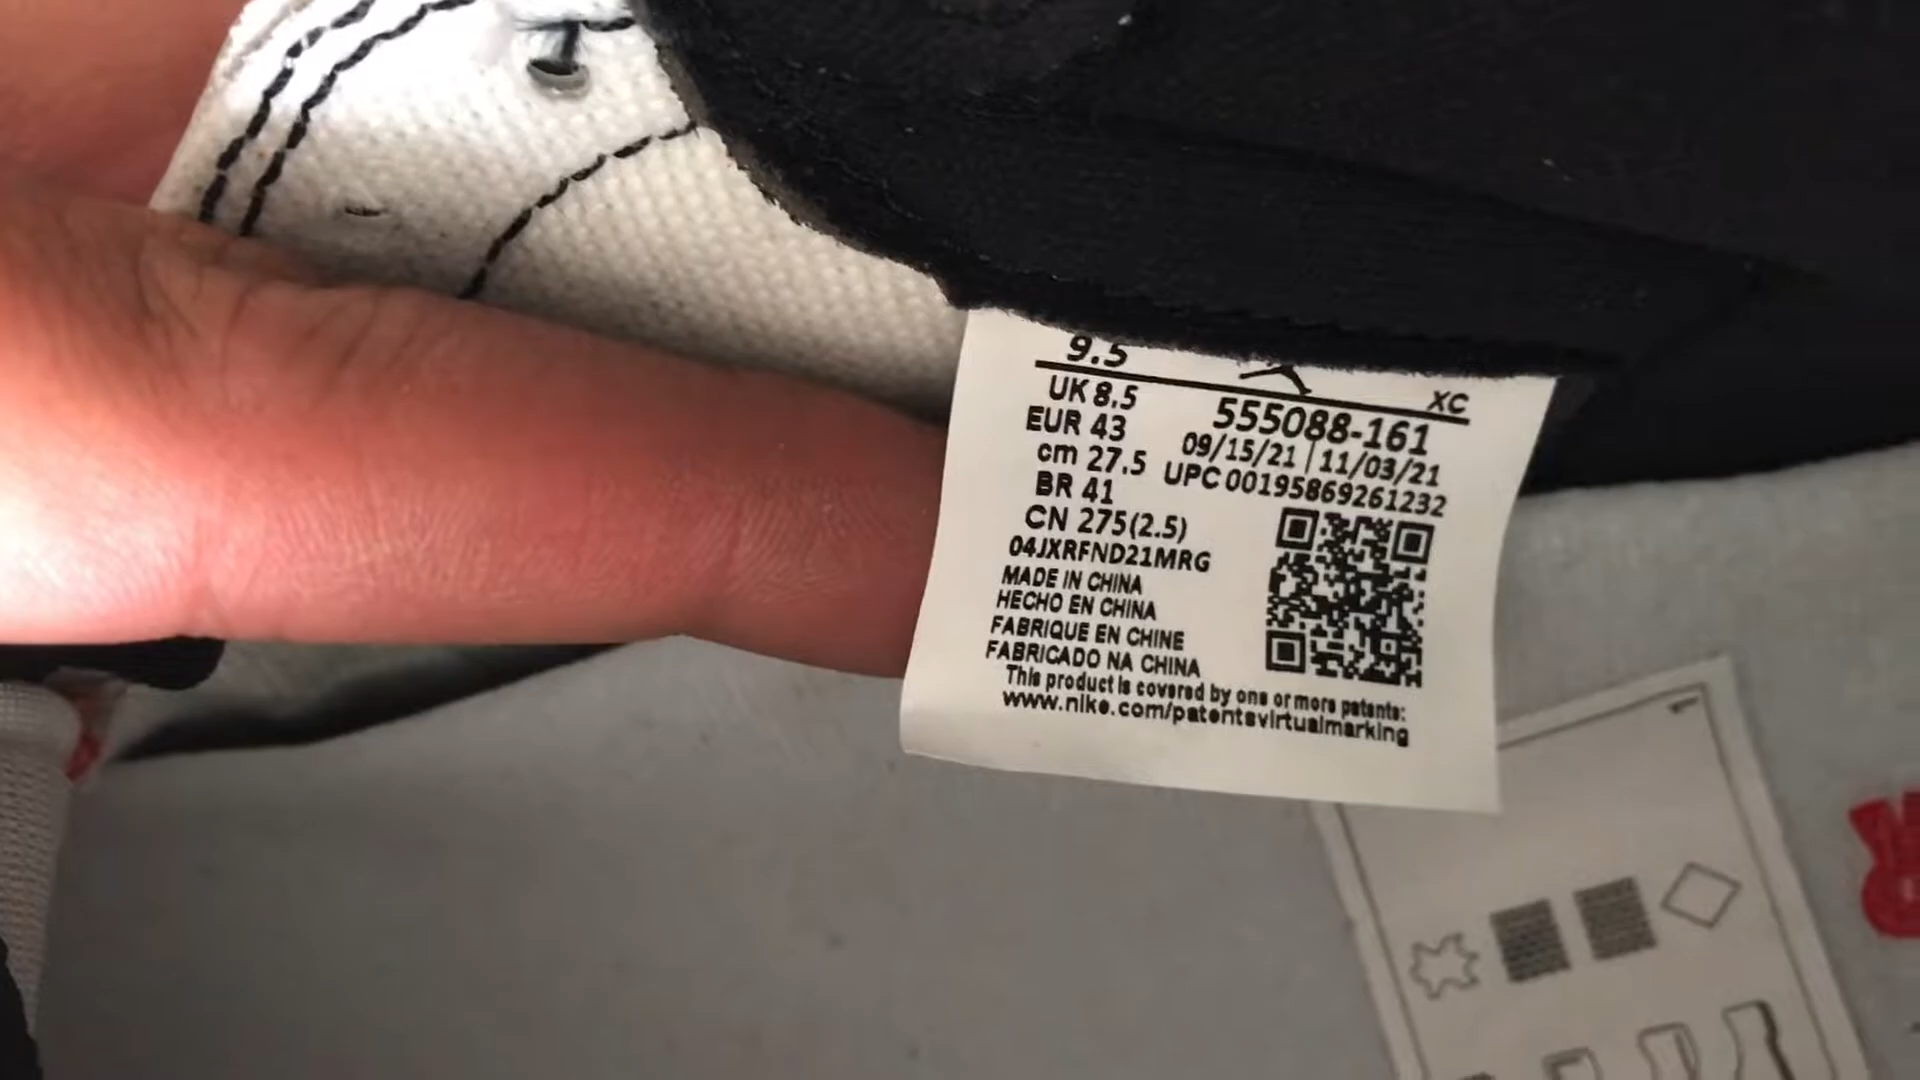 9.5
XC
UK 8.5
EUR 43
cm 27.5
BR 41
CN 275(2.5)
555088-161
09/15/21 | 11/03/21
UPC 00195869261232
04JXRFND21MRG
MADE IN CHINA
HECHO EN CHINA
FABRIQUE EN CHINE
FABRICADO NA CHINA
This product is covered by one or more patents:
www.nike.com/patentsvirtualmarking